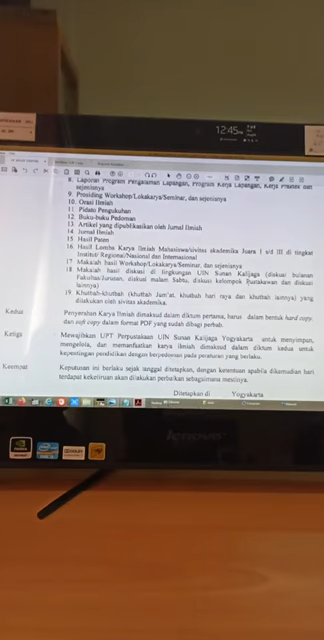 12:45
8. Laporan Program Pengalaman Lapangan, Program Kerja Lapangan, Kerja Praktek dan
sejenisnya
9. Prosiding Workshop/Lokakarya/Seminar, dan sejenisnya
10. Orasi Ilmiah
11. Pidato Pengukuhan
12. Buku-buku Pedoman
13. Artikel yang dipublikasikan oleh Jurnal Ilmiah
14 Jurnal Ilmiah
15 Hasil Paten
16 Hasil Lomba Karya Ilmiah Mahasiswa/sivitas akademika Juara I s/d III di tingkat
Institut/ Regional/Nasional dan Internasional
17 Makalah hasil Workshop/Lokakarya/Seminar, dan sejenisnya
18 Makalah hasil diskusi di lingkungan UIN Sunan Kalijaga (diskusi bulanan
Fakultas/Jurusan, diskusi malam Sabtu, diskusi kelompok Pustakawan dan diskusi
lainnya)
19 Khutbah-khutbah (khutbah Jum'at, khutbah hari raya dan khutbah lainnya) yang
dilakukan oleh sivitas akademika.
Kedua Penyerahan Karya Ilmiah dimaksud dalam diktum pertama, harus dalam bentuk hard copy
dan soft copy dalam format PDF yang sudah dibagi perbab.
Ketiga Mewajibkan UPT Perpustakaan UIN Sunan Kalijaga Yogyakarta untuk menyimpan,
mengelola, dan memanfaatkan karya ilmiah dimaksud dalam diktum kedua untuk
kepentingan pendidikan dengan berpedoman pada peraturan yang berlaku.
Keempat Keputusan ini berlaku sejak tanggal ditetapkan, dengan ketentuan apabila dikemudian hari
terdapat kekeliruan akan dilakukan perbaikan sebagaimana mestinya.
Ditetapkan di Yogyakarta
lenovo